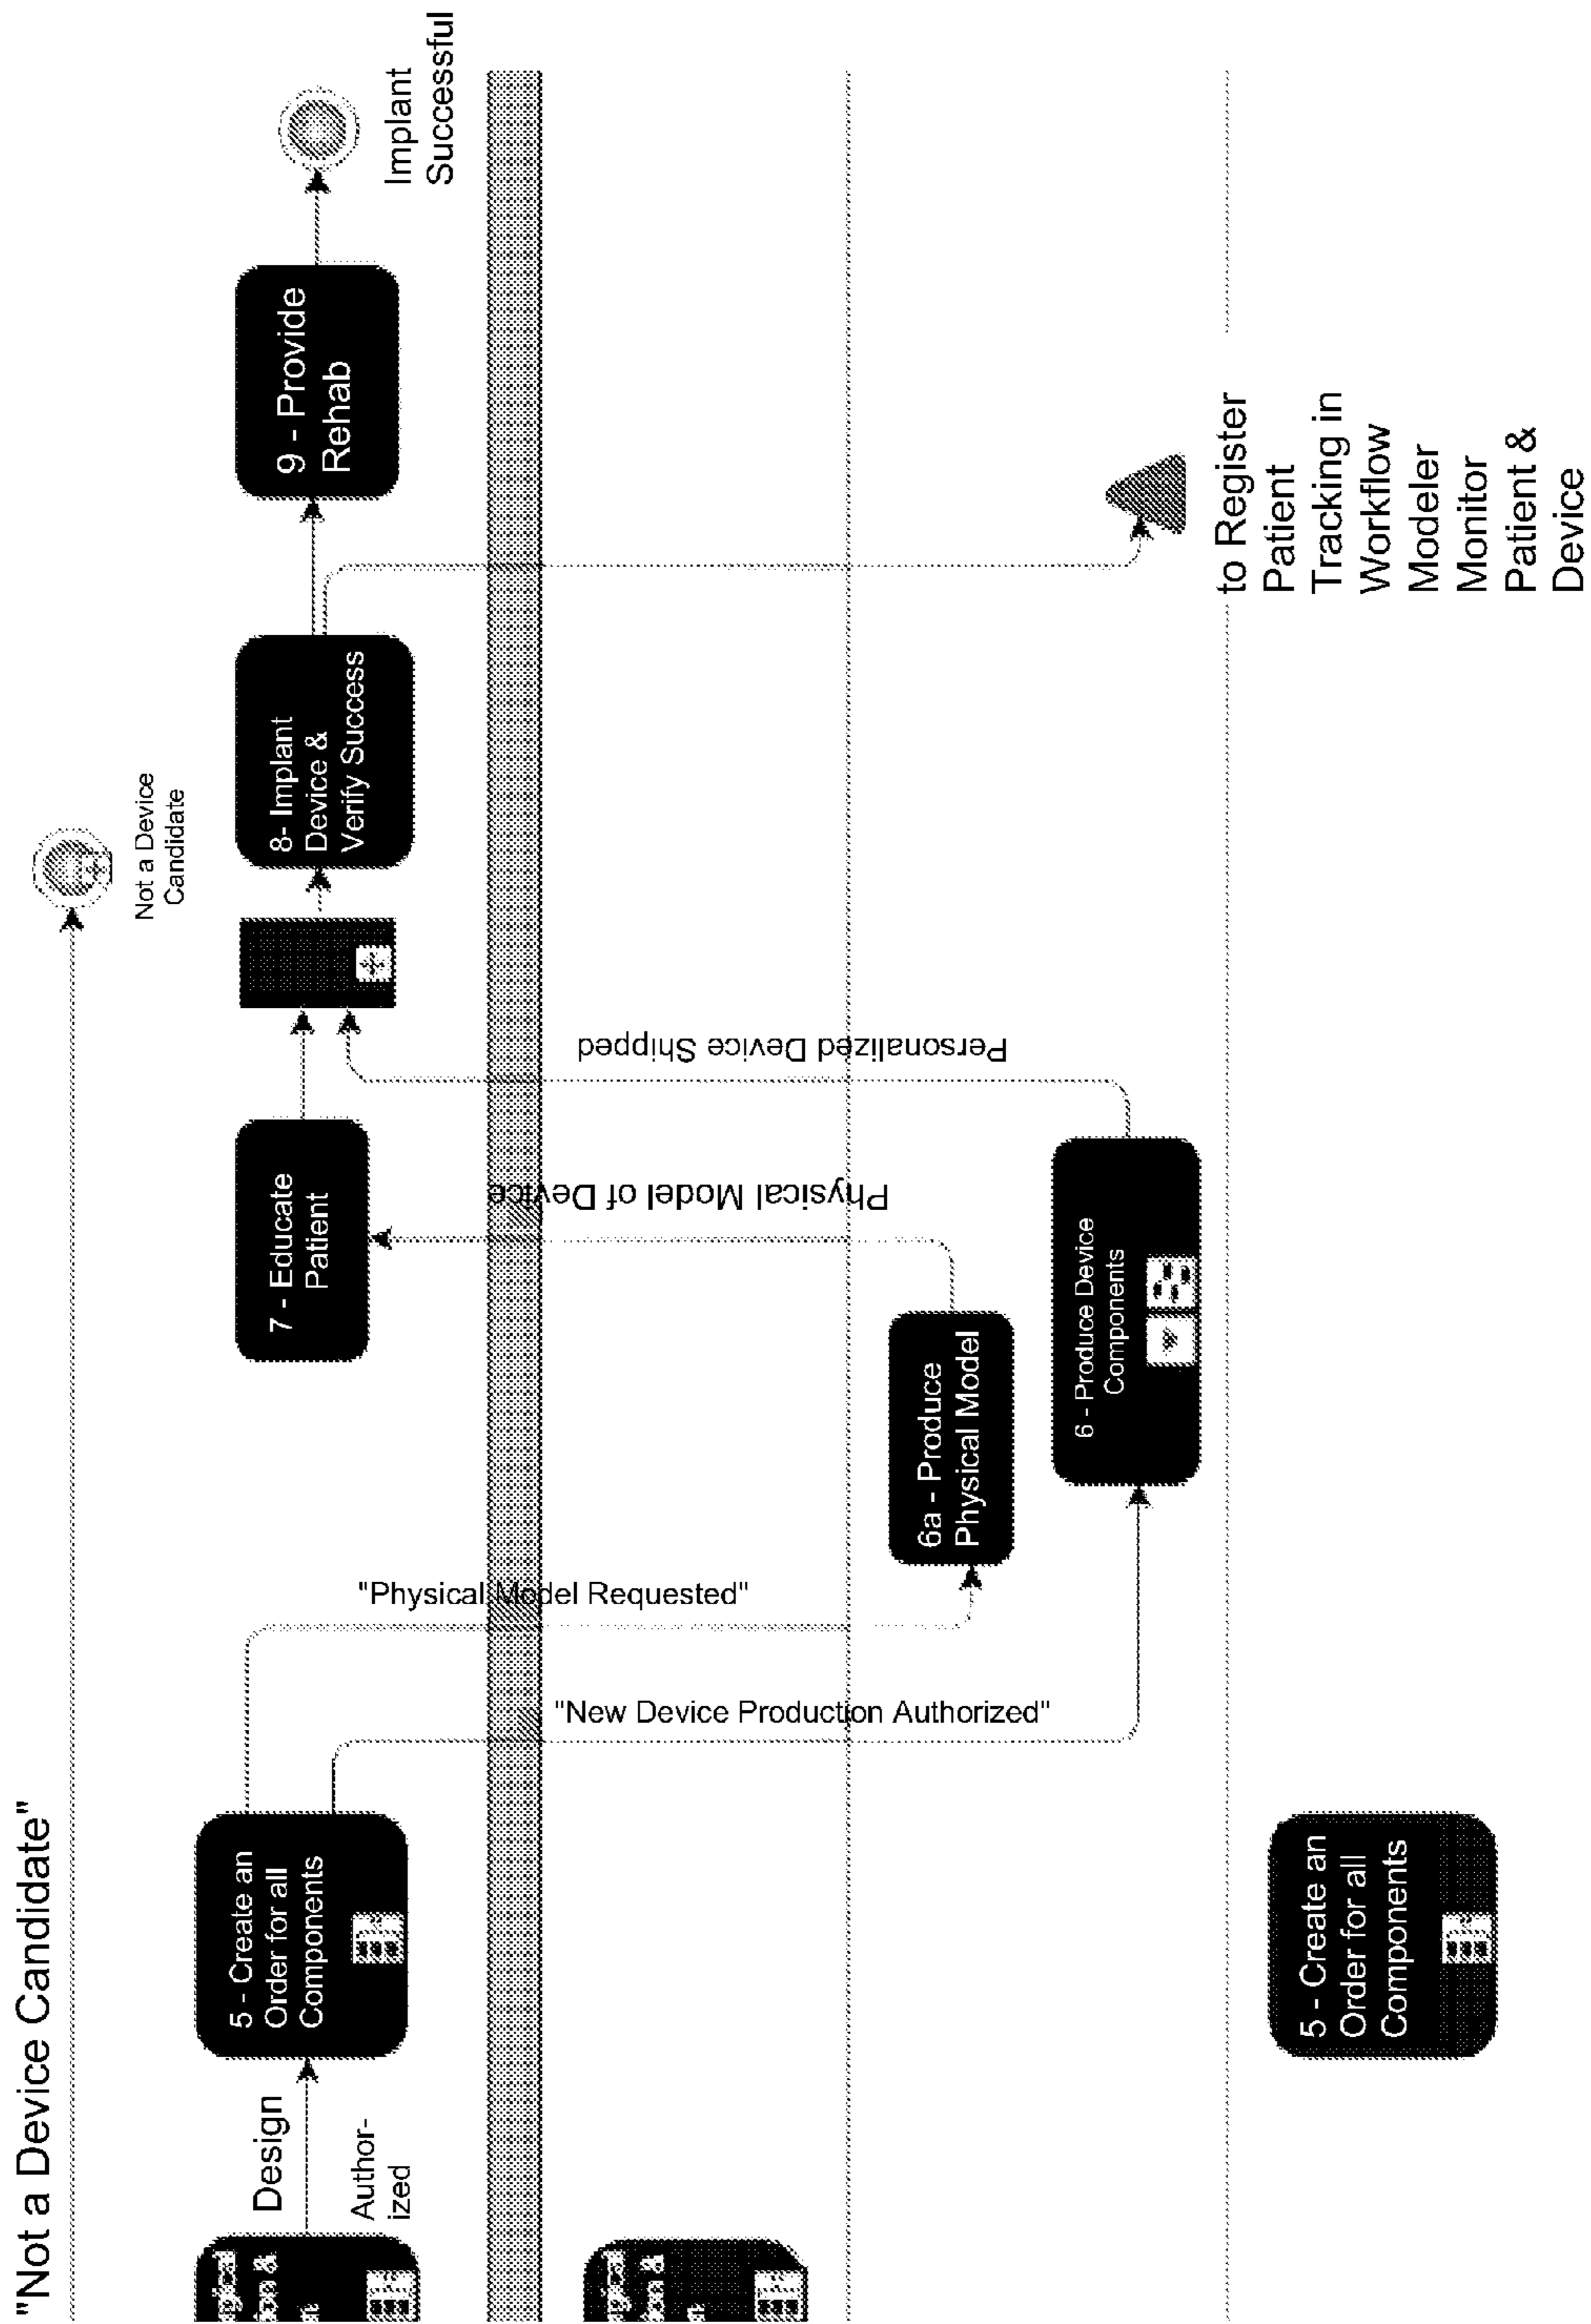 "Not a Device Candidate"
Not a Device
Candidate
Design
Author-
ized
5 - Create an
Order for all
Components
7 - Educate
Patient
8- Implant
Device &
Verify Success
9 - Provide
Rehab
Implant
Successful
"Physical Model Requested"
Physical Model of Device
Personalized Device Shipped
"New Device Production Authorized"
6a - Produce
Physical Model
6 - Produce Device
Components
to Register
Patient
Tracking in
Workflow
Modeler
Monitor
Patient &
Device
5 - Create an
Order for all
Components